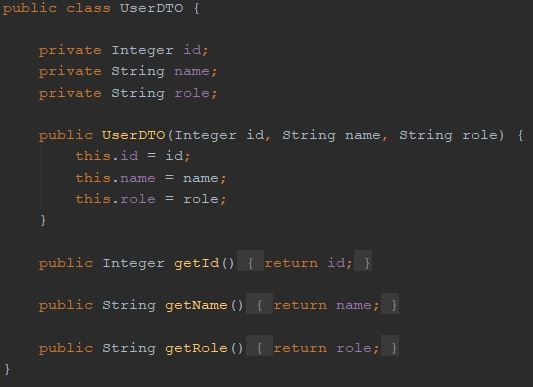 public class UserDTO {
private Integer id;
private String name;
private String role;
public UserDTO(Integer id, String name, String role) {
this.id = id;
this.name = name;
this.role = role;
}
public Integer getId() { return id; }
public String getName() { return name; }
public String getRole() { return role; }
}